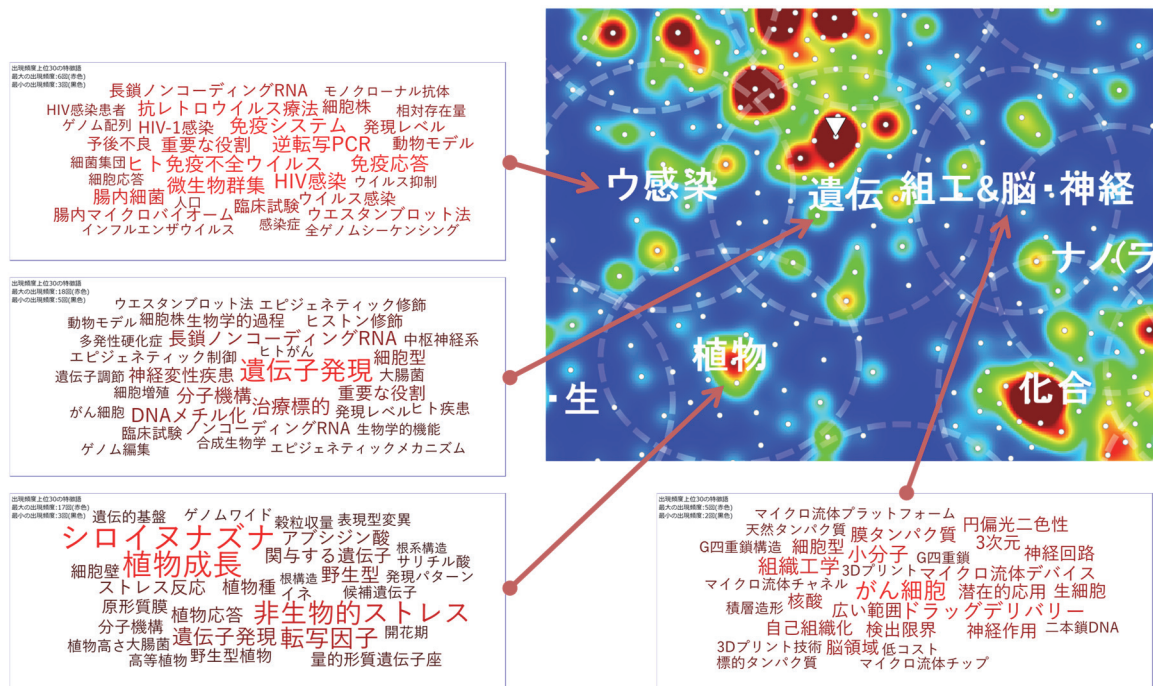 出現頻度上位30の特徴語
最大の出現頻度:6回(赤色)
最小の出現頻度:3回(黒色)
長鎖ノンコーディングRNA モノクローナル抗体
HIV感染患者 抗レトロウイルス療法 細胞株 相対存在量
ゲノム配列 HIV-1感染 免疫システム 発現レベル
予後不良 重要な役割 逆転写PCR 動物モデル
細菌集団 ヒト免疫不全ウイルス 免疫応答
細胞応答 微生物群集 HIV感染 ウイルス抑制
腸内細菌 人口 臨床試験 ウイルス感染
腸内マイクロバイオーム 感染症 ウエスタンブロット法
インフルエンザウイルス 全ゲノムシーケンシング
出現頻度上位30の特徴語
最大の出現頻度:18回(赤色)
最小の出現頻度:5回(黒色)
ウエスタンブロット法 エピジェネティック修飾
動物モデル 細胞株 生物学的過程 ヒストン修飾
多発性硬化症 長鎖ノンコーディングRNA 中枢神経系
エピジェネティック制御 ヒトがん 細胞型
遺伝子調節 神経変性疾患 遺伝子発現 大腸菌
細胞増殖 分子機構 重要な役割
がん細胞 DNAメチル化 治療標的 発現レベル ヒト疾患
臨床試験 ノンコーディングRNA 生物学的機能
ゲノム編集 合成生物学 エピジェネティックメカニズム
出現頻度上位30の特徴語
最大の出現頻度:17回(赤色)
最小の出現頻度:3回(黒色)
遺伝的基盤 ゲノムワイド 穀粒収量 表現型変異
シロイヌナズナ アブシジン酸
関与する遺伝子 根系構造 サリチル酸
細胞壁 植物成長 野生型 発現パターン
ストレス反応 植物種 根構造 イネ 候補遺伝子
原形質膜 植物応答 非生物的ストレス
分子機構 遺伝子発現 転写因子 開花期
植物高さ 大腸菌
高等植物 野生型植物 量的形質遺伝子座
ウ感染 遺伝 組工&脳・神経
ナノ(ラ
植物
・生 化合
出現頻度上位30の特徴語
最大の出現頻度:5回(赤色)
最小の出現頻度:2回(黒色)
マイクロ流体プラットフォーム
天然タンパク質 膜タンパク質 円偏光二色性
G四重鎖構造 細胞型 小分子 G四重鎖 3次元 神経回路
組織工学 3Dプリント マイクロ流体デバイス
マイクロ流体チャネル がん細胞 潜在的応用 生細胞
積層造形 核酸 広い範囲 ドラッグデリバリー
自己組織化 検出限界 神経作用 二本鎖DNA
3Dプリント技術 脳領域 低コスト
標的タンパク質 マイクロ流体チップ